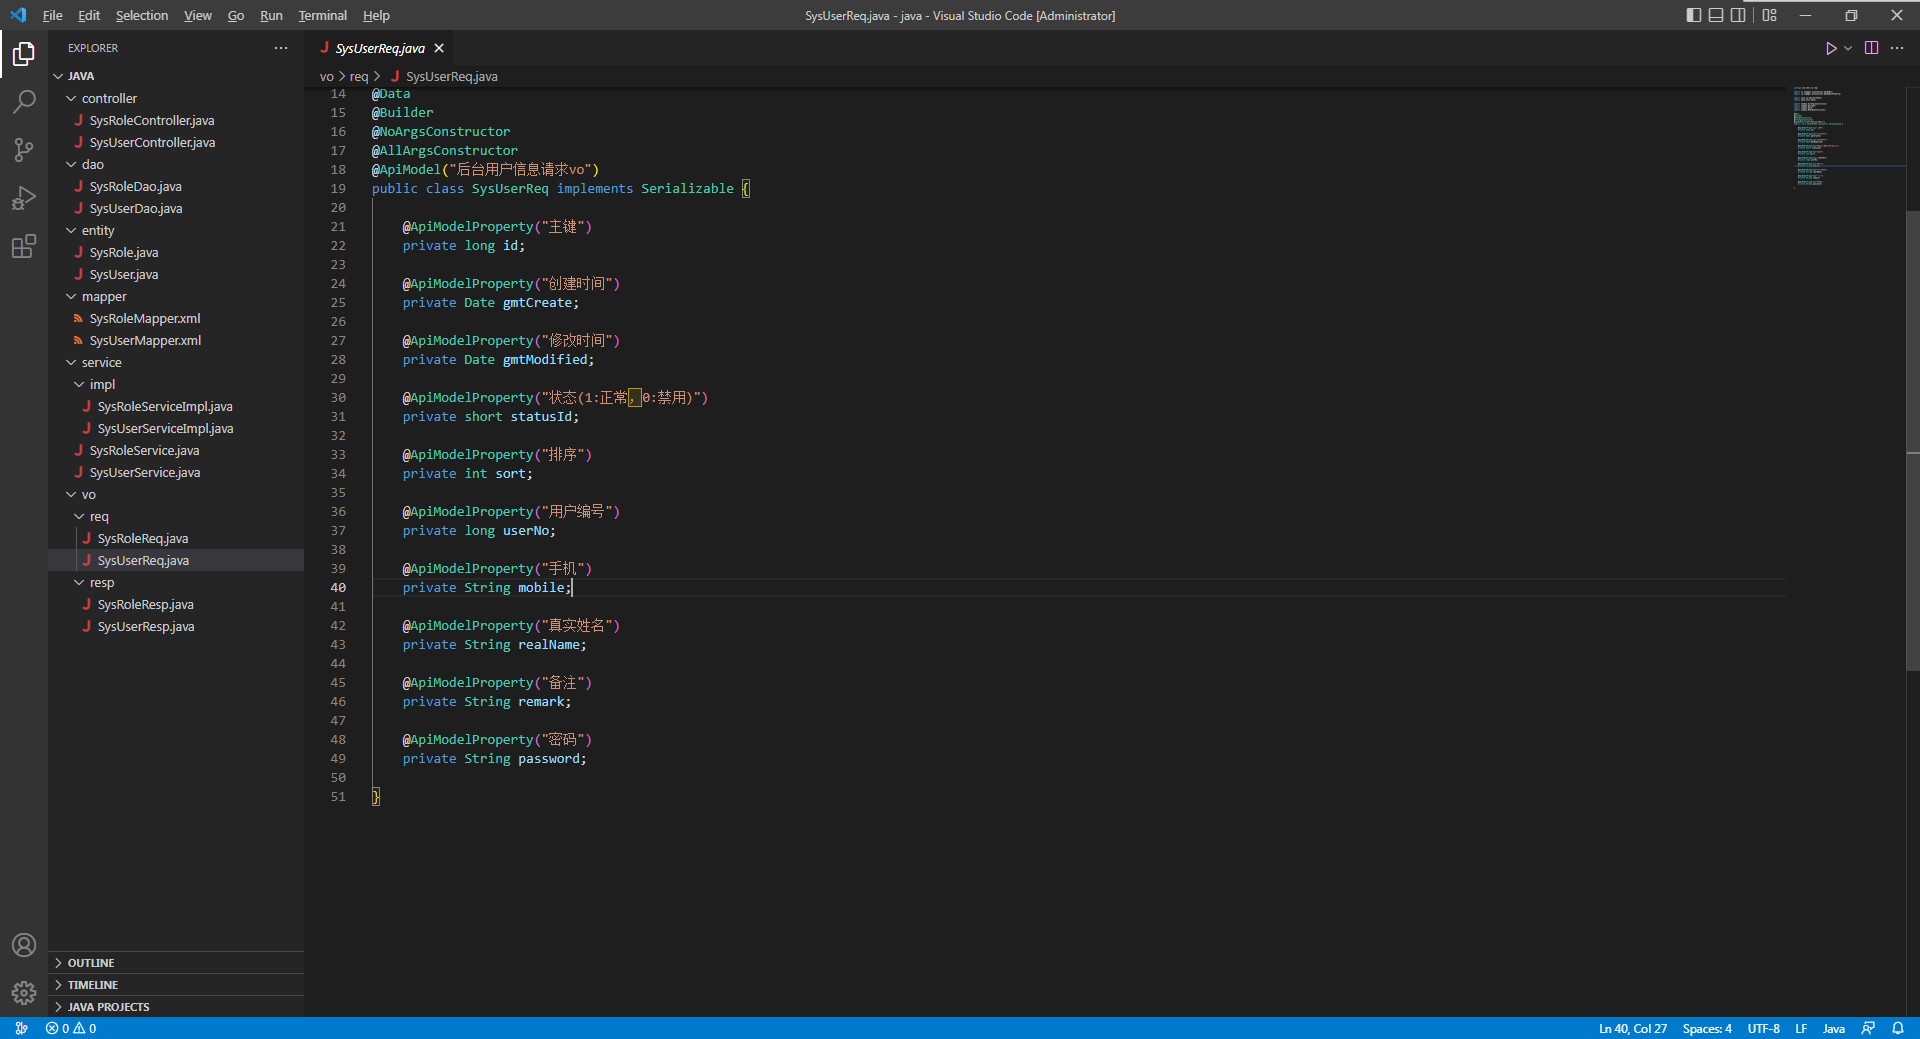 File Edit Selection View Go Run Terminal Help
SysUserReq.java - java - Visual Studio Code [Administrator]
EXPLORER
JAVA
controller
SysRoleController.java
SysUserController.java
dao
SysRoleDao.java
SysUserDao.java
entity
SysRole.java
SysUser.java
mapper
SysRoleMapper.xml
SysUserMapper.xml
service
impl
SysRoleServiceImpl.java
SysUserServiceImpl.java
SysRoleService.java
SysUserService.java
vo
req
SysRoleReq.java
SysUserReq.java
resp
SysRoleResp.java
SysUserResp.java
OUTLINE
TIMELINE
JAVA PROJECTS
SysUserReq.java
vo > req > SysUserReq.java
14 @Data
15 @Builder
16 @NoArgsConstructor
17 @AllArgsConstructor
18 @ApiModel("后台用户信息请求vo")
19 public class SysUserReq implements Serializable {
20
21 @ApiModelProperty("主键")
22 private long id;
23
24 @ApiModelProperty("创建时间")
25 private Date gmtCreate;
26
27 @ApiModelProperty("修改时间")
28 private Date gmtModified;
29
30 @ApiModelProperty("状态(1:正常，0:禁用)")
31 private short statusId;
32
33 @ApiModelProperty("排序")
34 private int sort;
35
36 @ApiModelProperty("用户编号")
37 private long userNo;
38
39 @ApiModelProperty("手机")
40 private String mobile;
41
42 @ApiModelProperty("真实姓名")
43 private String realName;
44
45 @ApiModelProperty("备注")
46 private String remark;
47
48 @ApiModelProperty("密码")
49 private String password;
50
51 }
0 0
Ln 40, Col 27 Spaces: 4 UTF-8 LF Java